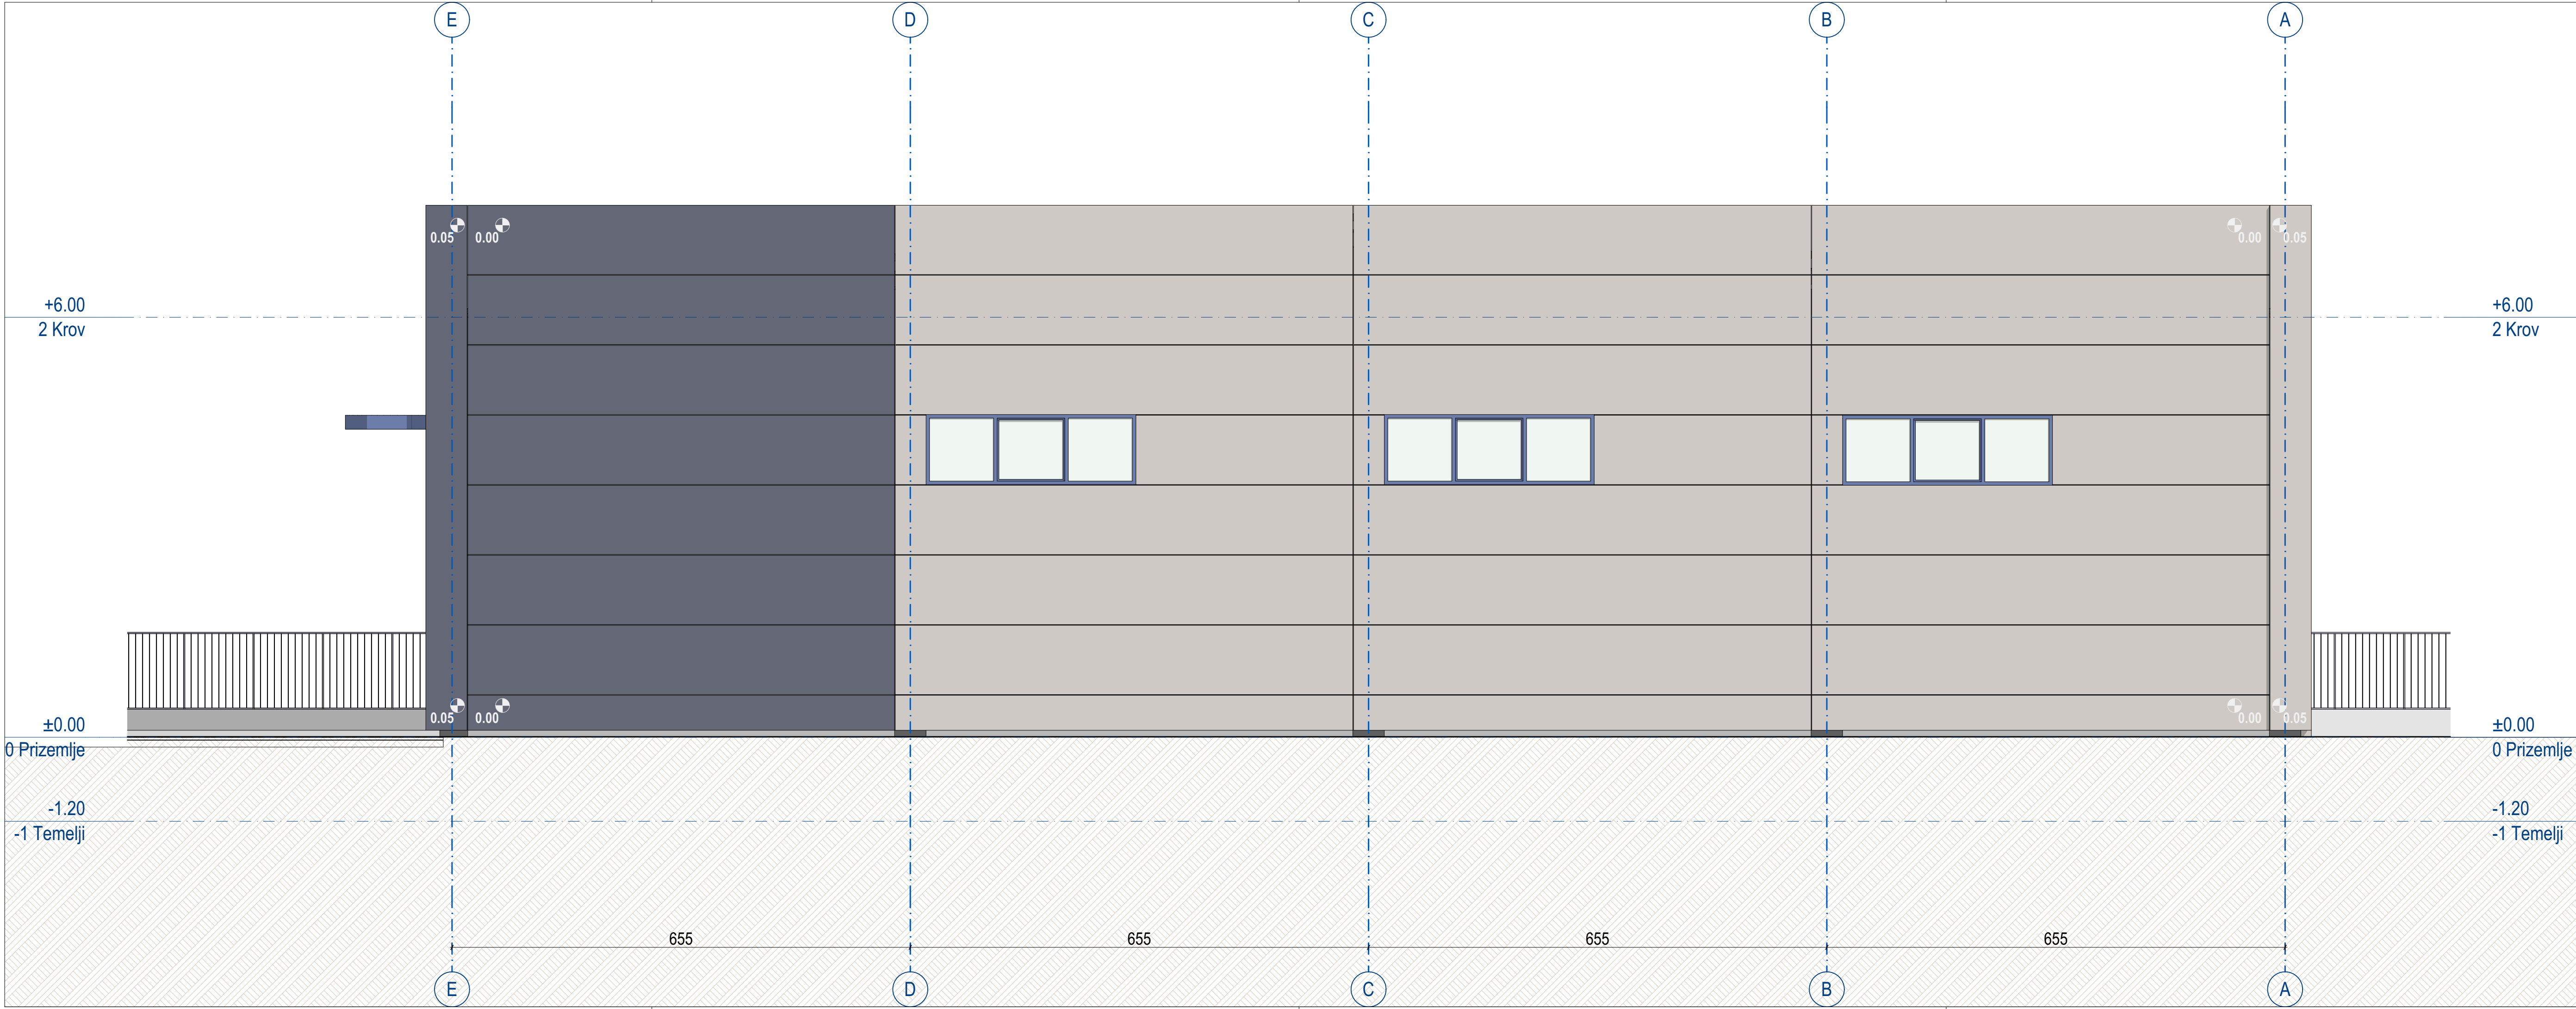 E D C B A
0.05 0.00 0.00 0.05
+6.00 +6.00
2 Krov 2 Krov
0.05 0.00 0.00 0.05
±0.00 ±0.00
0 Prizemlje 0 Prizemlje
-1.20 -1.20
-1 Temelji -1 Temelji
655 655 655 655
E D C B A